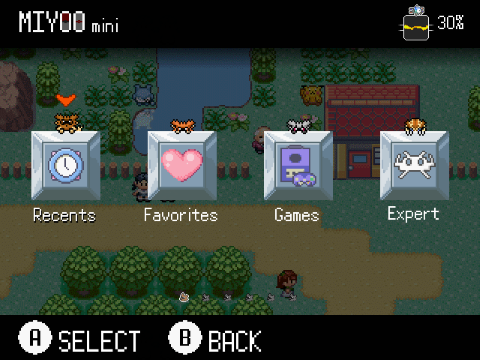 MIYOO mini
30%
Recents
Favorites
Games
Expert
A SELECT B BACK